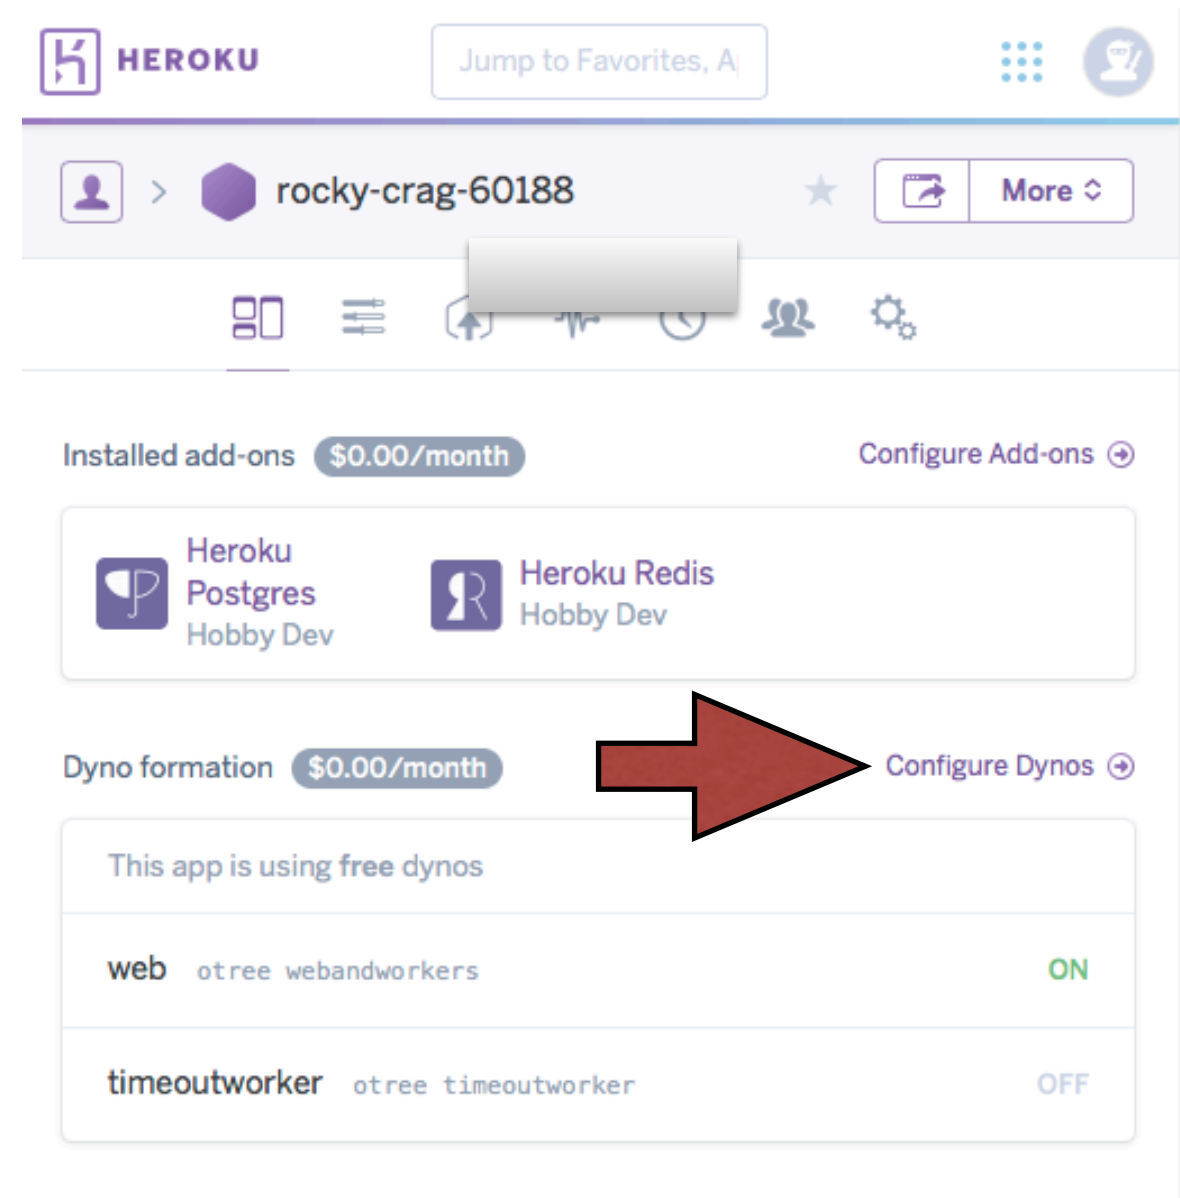 HEROKU
Jump to Favorites, A
rocky-crag-60188
More
Installed add-ons $0.00/month Configure Add-ons
Heroku
Postgres
Hobby Dev
Heroku Redis
Hobby Dev
Dyno formation $0.00/month Configure Dynos
This app is using free dynos
web otree webandworkers ON
timeoutworker otree timeoutworker OFF